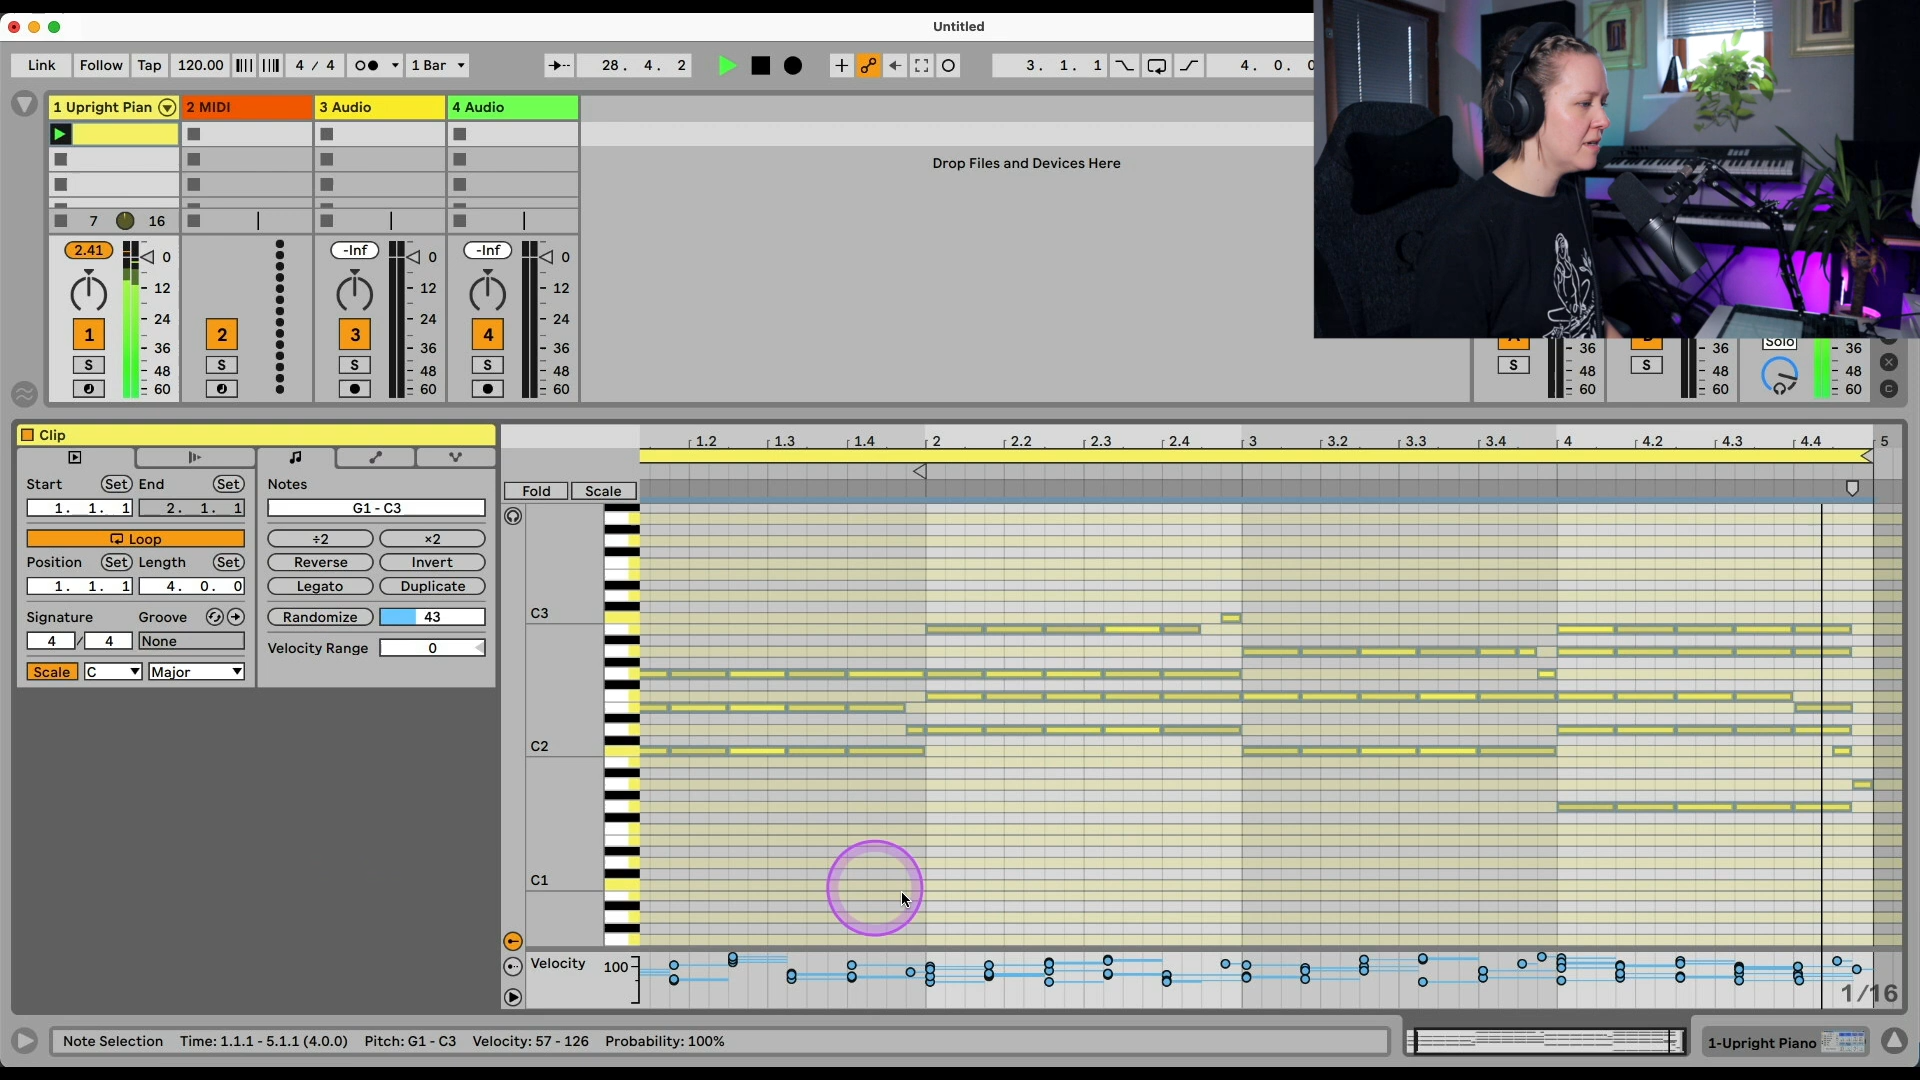 Untitled
Link Follow Tap 120.00 4 / 4 1 Bar 28. 4. 2 3. 1. 1 4. 0. 0
1 Upright Pian 2 MIDI 3 Audio 4 Audio
Drop Files and Devices Here
7 16
2.41 0 -Inf 0 -Inf 0
12 12 12
24 24 24
1 2 3 4
36 36 36 36 36 Solo 36
S S S S S S
48 48 48 48 48 48
60 60 60 60 60 60
C
Clip
1.2 1.3 1.4 2 2.2 2.3 2.4 3 3.2 3.3 3.4 4 4.2 4.3 4.4 5
Start Set End Set Notes
Fold Scale
1. 1. 1 2. 1. 1 G1 - C3
Loop ÷2 ×2
Position Set Length Set Reverse Invert
1. 1. 1 4. 0. 0 Legato Duplicate
Signature Groove Randomize 43
4 / 4 None Velocity Range 0
Scale C Major
C3
C2
C1
Velocity 100
1/16
Note Selection Time: 1.1.1 - 5.1.1 (4.0.0) Pitch: G1 - C3 Velocity: 57 - 126 Probability: 100%
1-Upright Piano